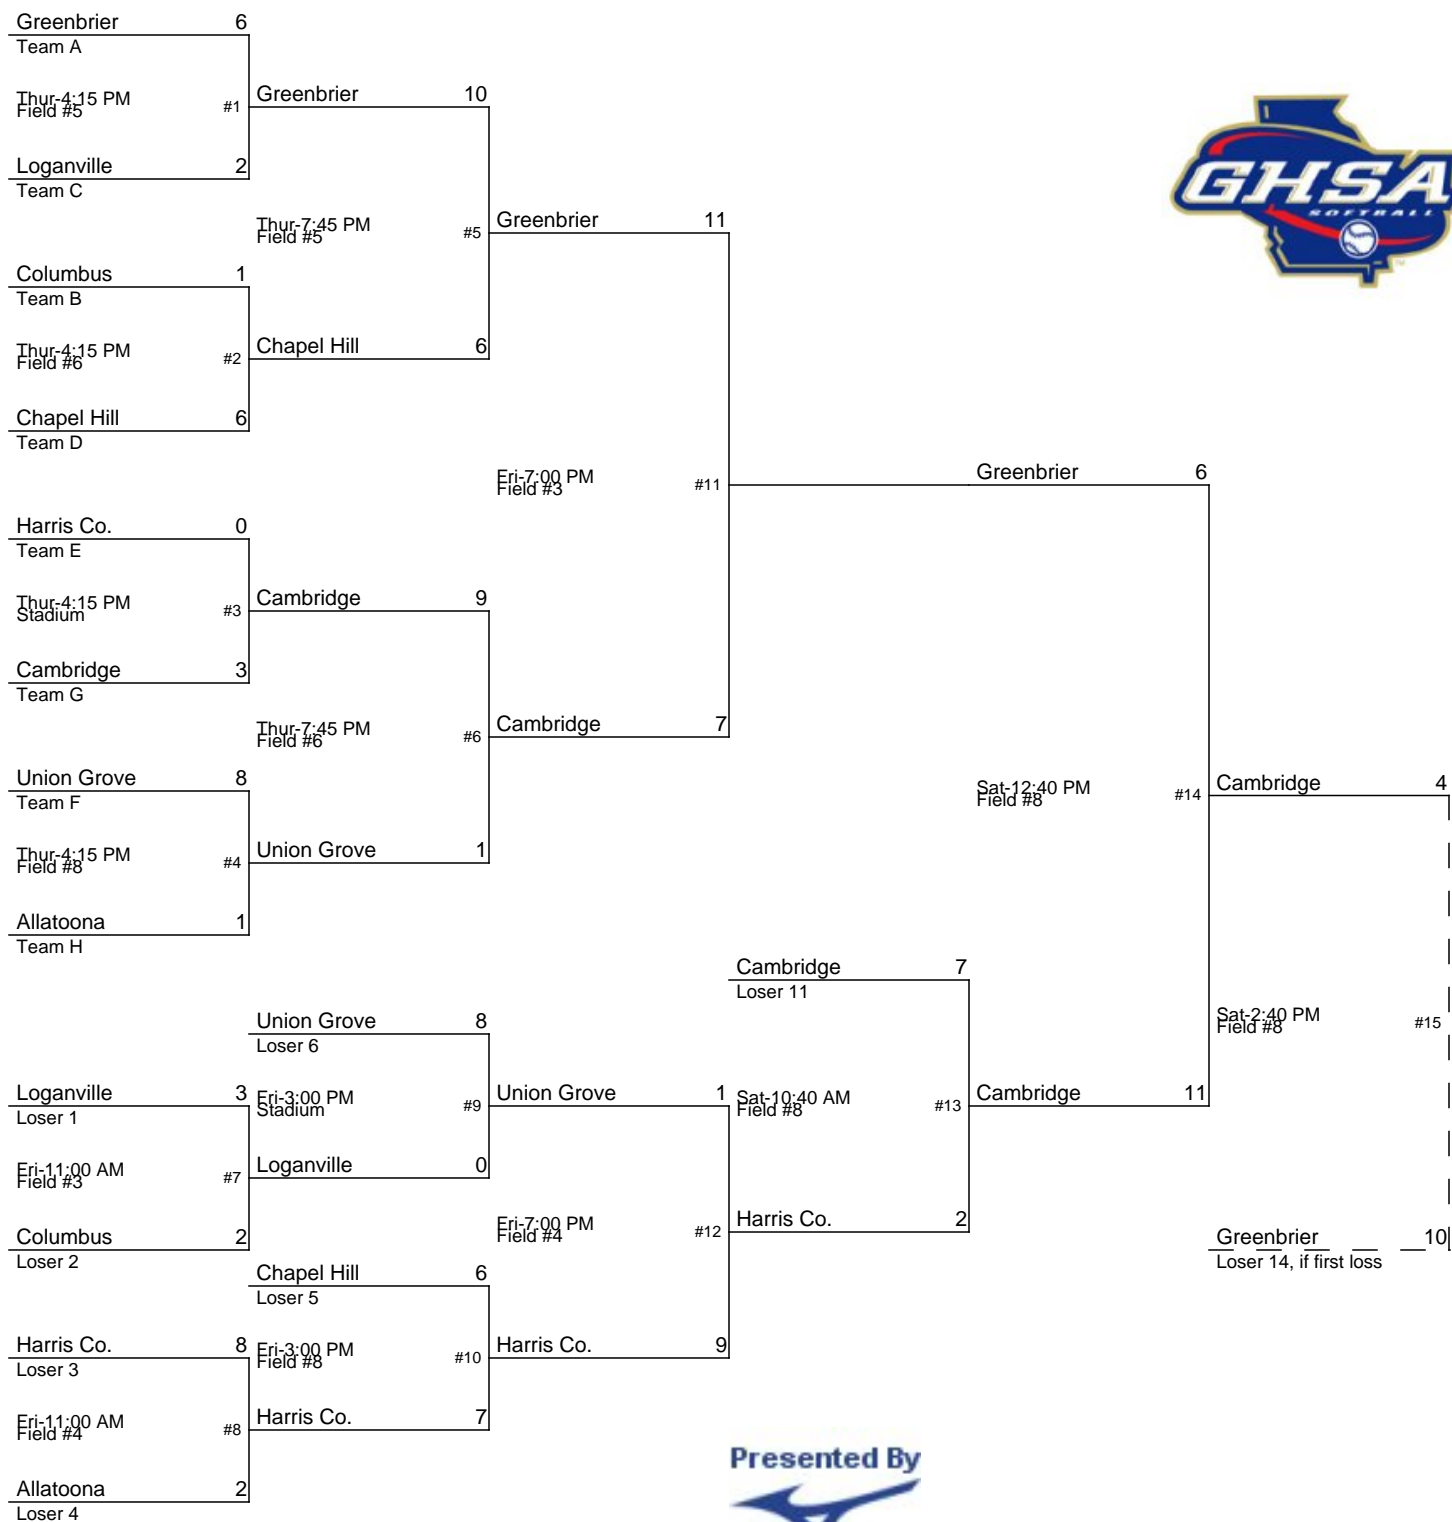 Greenbrier 6
Team A
Thur-4:15 PM
Field #5
#1
Greenbrier 10
Loganville 2
Team C
Thur-7:45 PM
Field #5
#5
Greenbrier 11
Columbus 1
Team B
Thur-4:15 PM
Field #6
#2
Chapel Hill 6
Chapel Hill 6
Team D
Fri-7:00 PM
Field #3
#11
Greenbrier 6
Harris Co. 0
Team E
Thur-4:15 PM
Stadium
#3
Cambridge 9
Cambridge 3
Team G
Thur-7:45 PM
Field #6
#6
Cambridge 7
Union Grove 8
Team F
Thur-4:15 PM
Field #8
#4
Union Grove 1
Allatoona 1
Team H
Sat-12:40 PM
Field #8
#14
Cambridge 4
Cambridge 7
Loser 11
Union Grove 8
Loser 6
Loganville 3
Loser 1
Fri-3:00 PM
Stadium
#9
Union Grove 1
Sat-10:40 AM
Field #8
#13
Cambridge 11
Sat-2:40 PM
Field #8
#15
Fri-11:00 AM
Field #3
#7
Loganville 0
Columbus 2
Loser 2
Fri-7:00 PM
Field #4
#12
Harris Co. 2
Greenbrier 10
Loser 14, if first loss
Chapel Hill 6
Loser 5
Harris Co. 8
Loser 3
Fri-3:00 PM
Field #8
#10
Harris Co. 9
Fri-11:00 AM
Field #4
#8
Harris Co. 7
Allatoona 2
Loser 4
GHSA
SOFTBALL
TM
Presented By